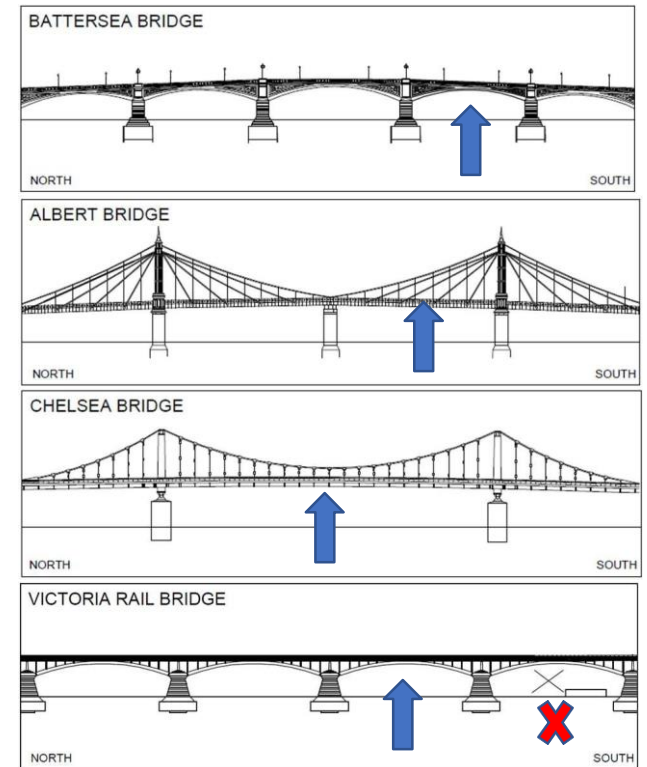 BATTERSEA BRIDGE
NORTH SOUTH
ALBERT BRIDGE
NORTH SOUTH
CHELSEA BRIDGE
NORTH SOUTH
VICTORIA RAIL BRIDGE
NORTH SOUTH